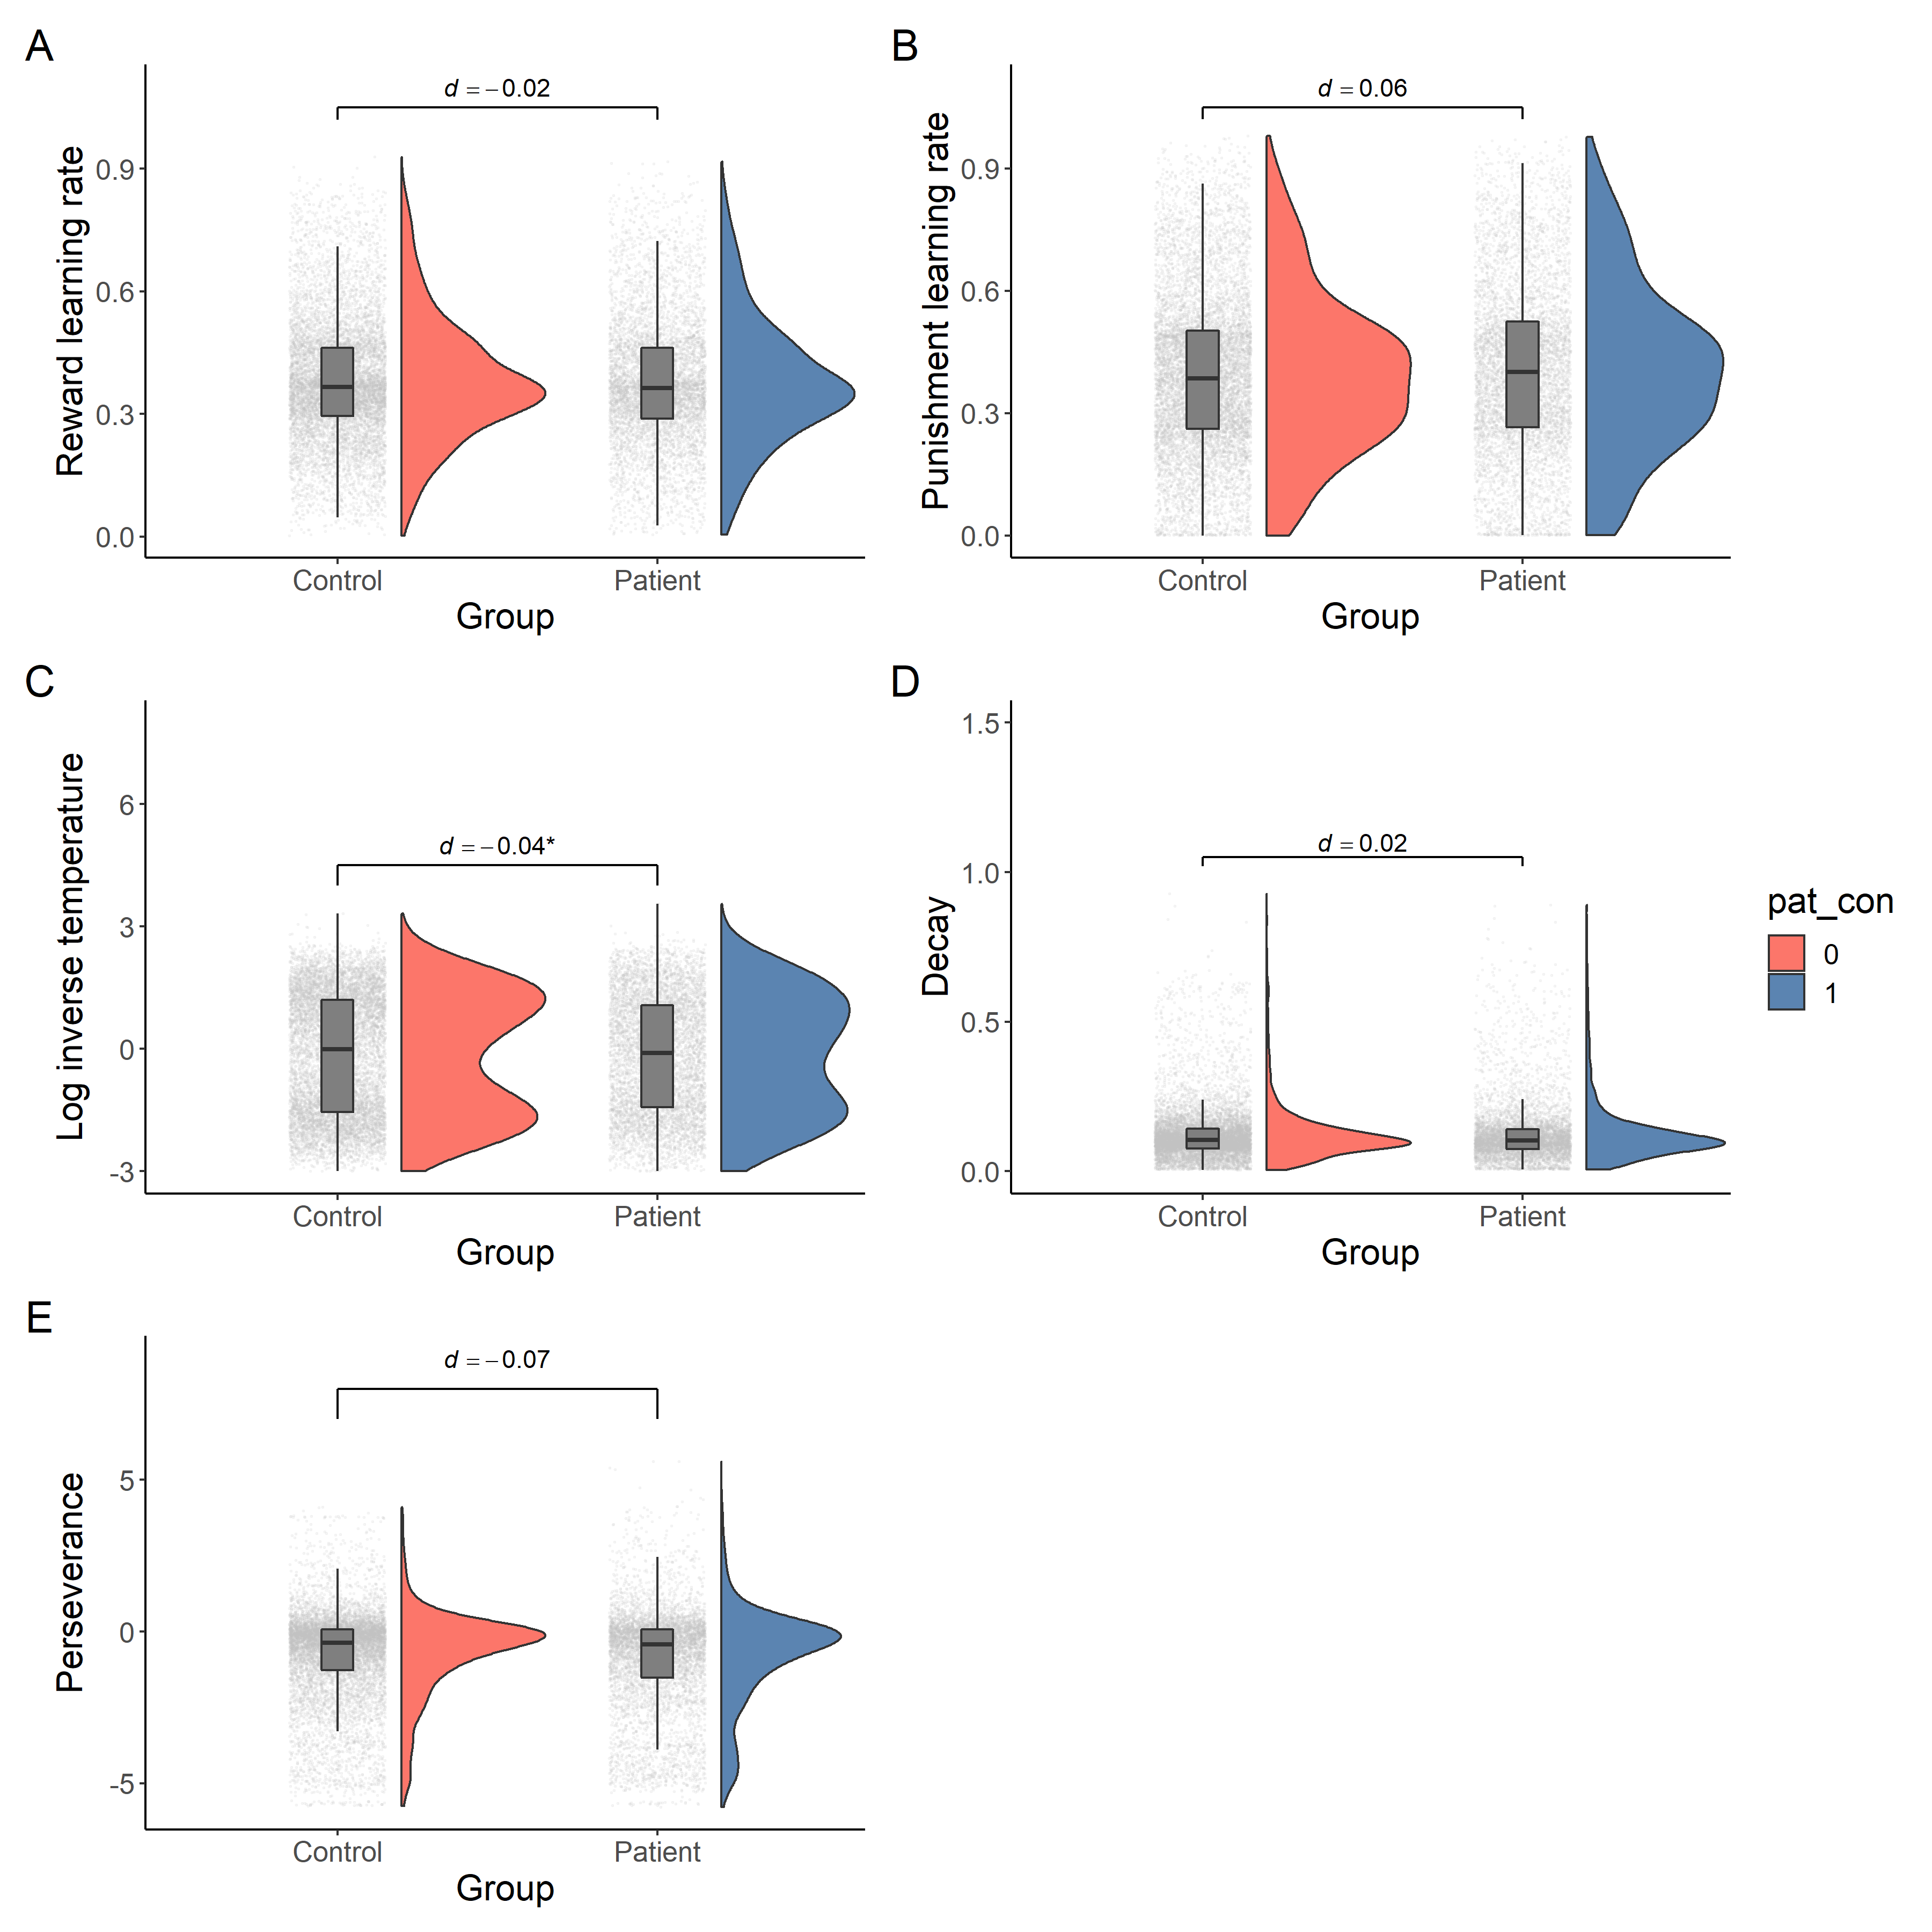 A
d = −0.02
Reward learning rate
0.9
0.6
0.3
0.0
Control
Patient
Group
B
d = 0.06
Punishment learning rate
0.9
0.6
0.3
0.0
Control
Patient
Group
C
d = −0.04*
Log inverse temperature
6
3
0
-3
Control
Patient
Group
D
d = 0.02
Decay
1.5
1.0
0.5
0.0
Control
Patient
Group
pat_con
0
1
E
d = −0.07
Perseverance
5
0
-5
Control
Patient
Group